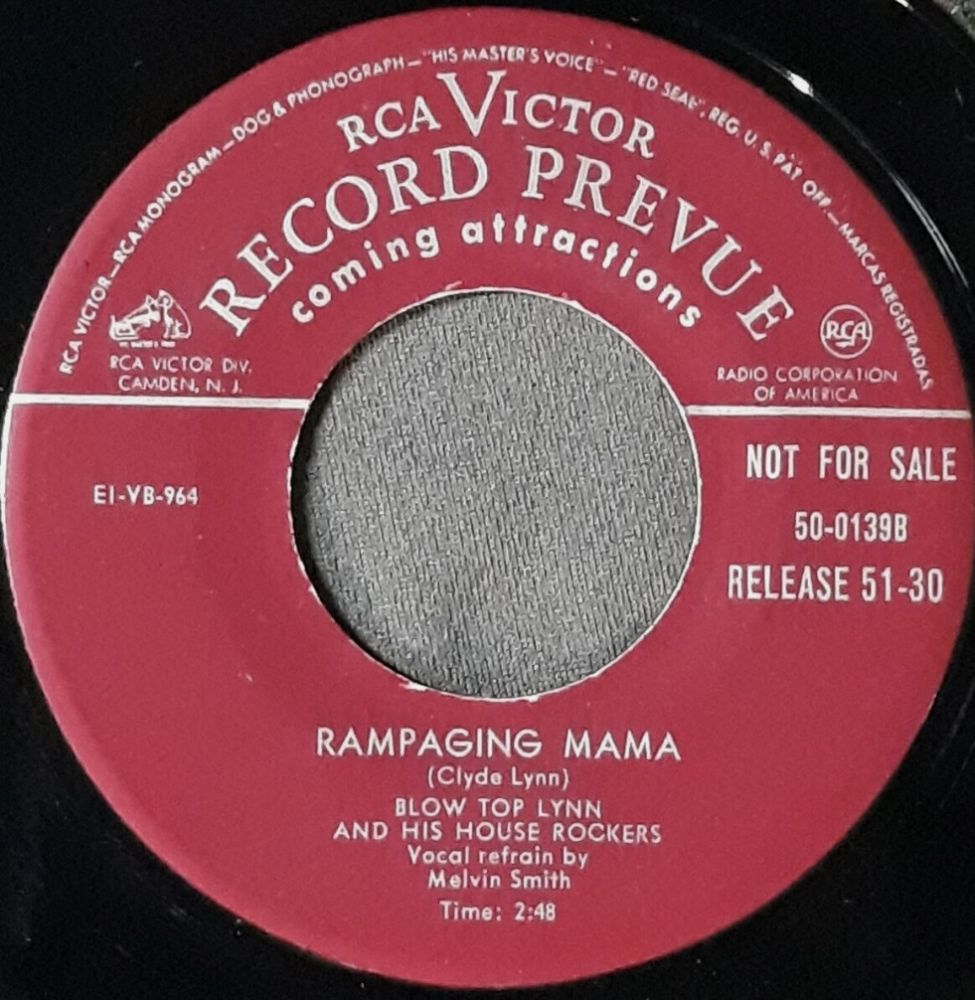 RCA VICTOR—RCA MONOGRAM—DOG & PHONOGRAPH—"HIS MASTER'S VOICE"—"RED SEAL", REG. U. S. PAT. OFF.—MARCAS REGISTRADAS
RCA VICTOR
RECORD PREVUE
coming attractions
RCA
RCA VICTOR DIV.
CAMDEN, N. J.
RADIO CORPORATION
OF AMERICA
NOT FOR SALE
E1-VB-964
50-0139B
RELEASE 51-30
RAMPAGING MAMA
(Clyde Lynn)
BLOW TOP LYNN
AND HIS HOUSE ROCKERS
Vocal refrain by
Melvin Smith
Time: 2:48